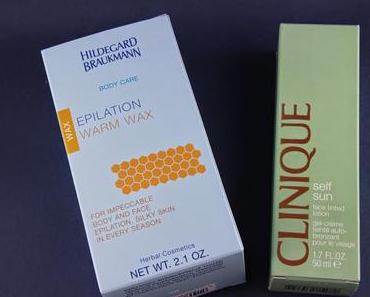 HILDEGARD
BRAUKMANN
BODY CARE
WAX
EPILATION
WARM WAX
FOR IMPECCABLE
BODY AND FACE
EPILATION, SILKY SKIN
IN EVERY SEASON
Herbal Cosmetics
NET WT. 2.1 OZ.
CLINIQUE
self
sun
face tinted
lotion
gel-crème
teinté auto-
bronzant
pour le visage
1.7 FL.OZ.
50 ml ℮